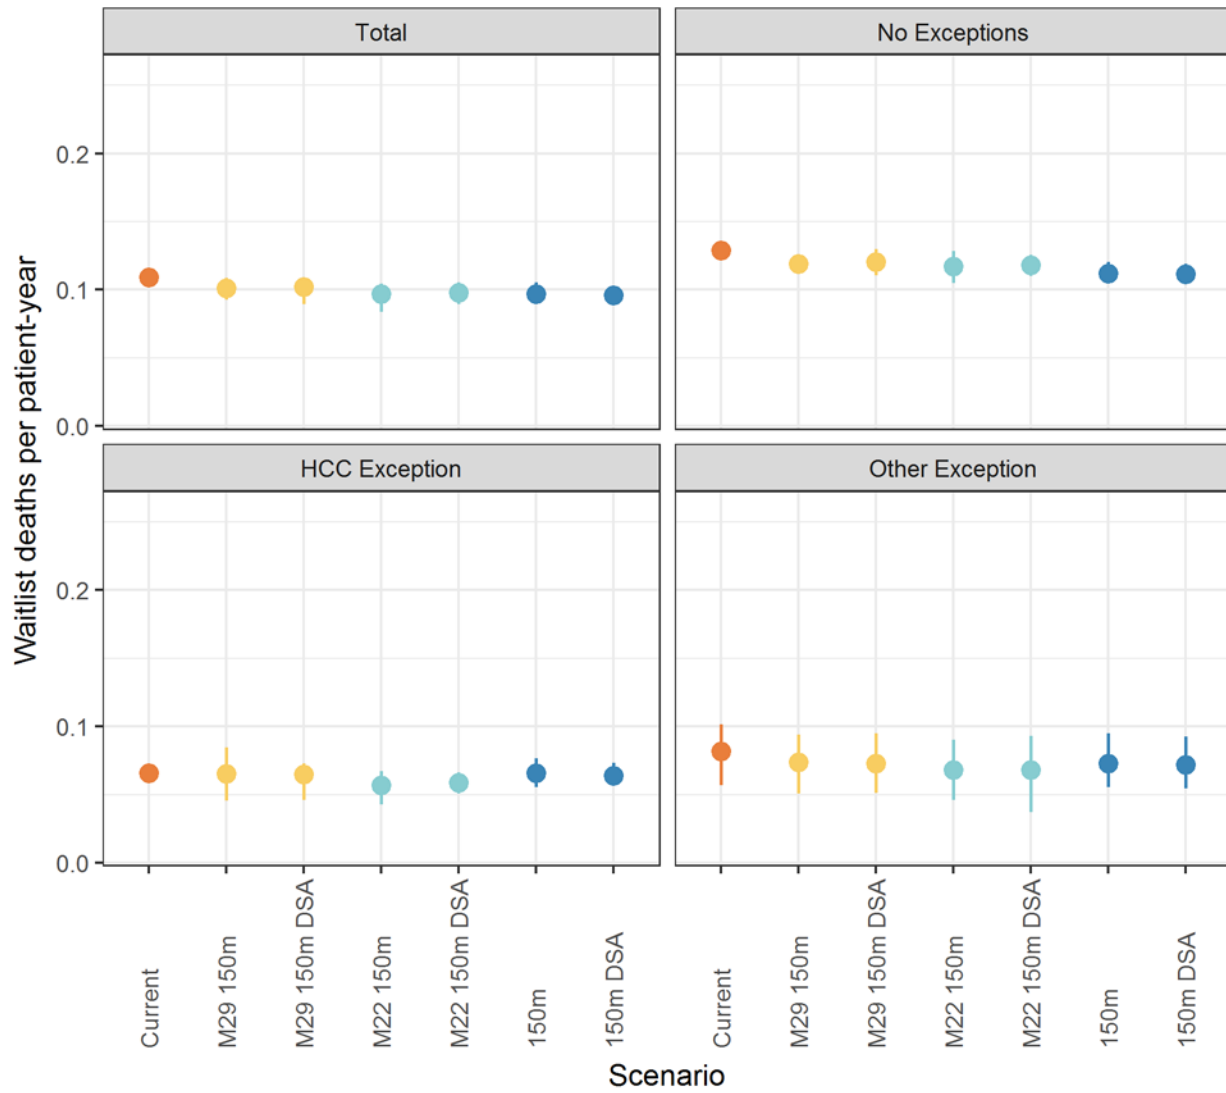 Total
No Exceptions
0.2
0.1
0.0
HCC Exception
Other Exception
0.2
0.1
0.0
Waitlist deaths per patient-year
Current
M29 150m
M29 150m DSA
M22 150m
M22 150m DSA
150m
150m DSA
Current
M29 150m
M29 150m DSA
M22 150m
M22 150m DSA
150m
150m DSA
Scenario